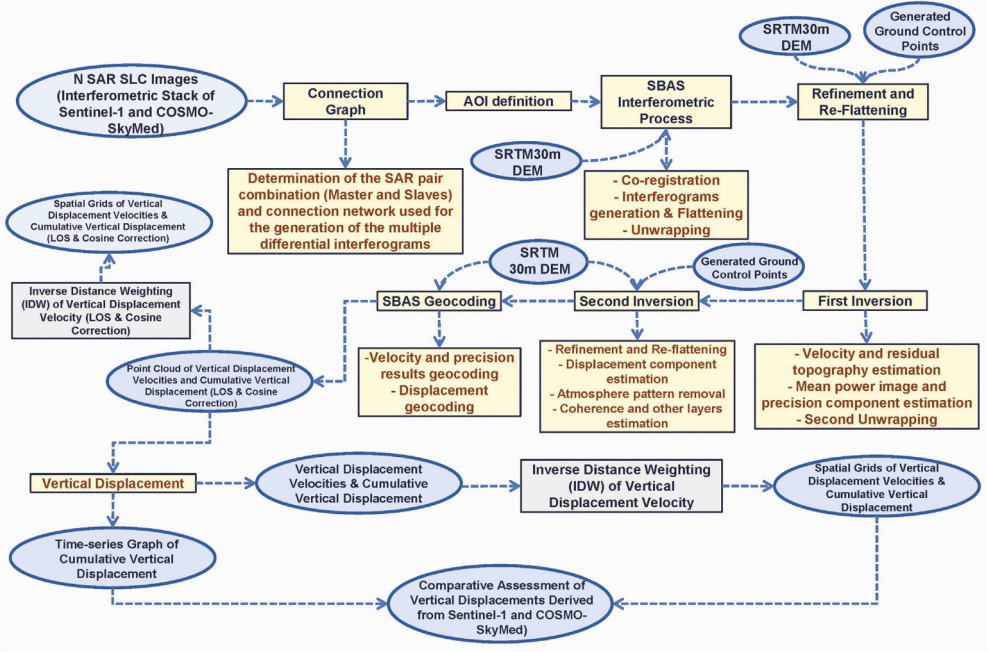 SRTM30m
DEM
Generated
Ground Control
Points
N SAR SLC Images
(Interferometric Stack of
Sentinel-1 and COSMO-
SkyMed)
Connection
Graph
AOI definition
SBAS
Interferometric
Process
Refinement and
Re-Flattening
SRTM30m
DEM
Determination of the SAR pair
combination (Master and Slaves)
and connection network used for
the generation of the multiple
differential interferograms
- Co-registration
- Interferograms
generation & Flattening
- Unwrapping
Spatial Grids of Vertical
Displacement Velocities &
Cumulative Vertical Displacement
(LOS & Cosine Correction)
SRTM
30m DEM
Generated Ground
Control Points
Inverse Distance Weighting
(IDW) of Vertical Displacement
Velocity (LOS & Cosine
Correction)
SBAS Geocoding
Second Inversion
First Inversion
Point Cloud of Vertical Displacement
Velocities and Cumulative Vertical
Displacement (LOS & Cosine
Correction)
-Velocity and precision
results geocoding
- Displacement
geocoding
- Refinement and Re-flattening
- Displacement component
estimation
- Atmosphere pattern removal
- Coherence and other layers
estimation
- Velocity and residual
topography estimation
- Mean power image and
precision component estimation
- Second Unwrapping
Vertical Displacement
Vertical Displacement
Velocities & Cumulative
Vertical Displacement
Inverse Distance Weighting
(IDW) of Vertical
Displacement Velocity
Spatial Grids of Vertical
Displacement Velocities &
Cumulative Vertical
Displacement
Time-series Graph of
Cumulative Vertical
Displacement
Comparative Assessment of
Vertical Displacements Derived
from Sentinel-1 and COSMO-
SkyMed)